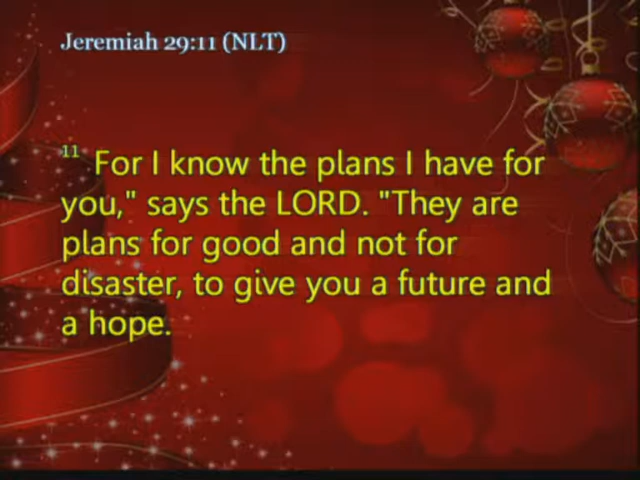 Jeremiah 29:11 (NLT)
11 For I know the plans I have for
you," says the LORD. "They are
plans for good and not for
disaster, to give you a future and
a hope.